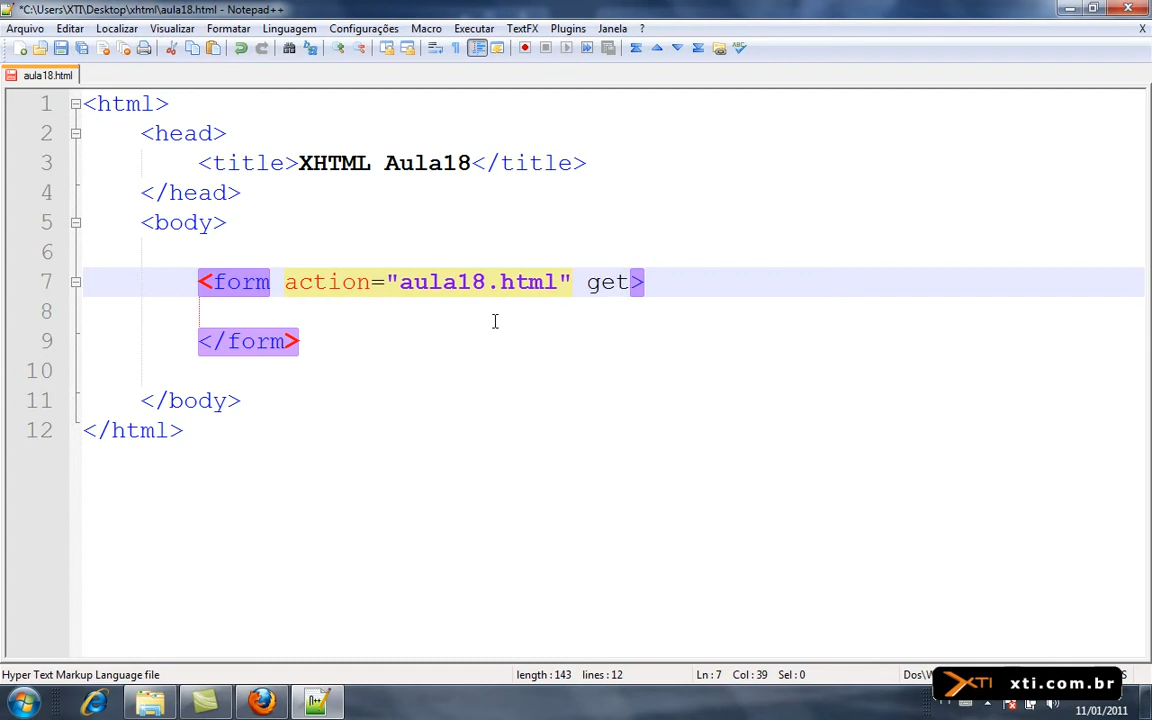 *C:\Users\XTI\Desktop\xhtml\aula18.html - Notepad++
Arquivo Editar Localizar Visualizar Formatar Linguagem Configurações Macro Executar TextFX Plugins Janela ? X
aula18.html
1 <html>
2 <head>
3 <title>XHTML Aula18</title>
4 </head>
5 <body>
6
7 <form action="aula18.html" get>
8
9 </form>
10
11 </body>
12 </html>
Hyper Text Markup Language file length : 143 lines : 12 Ln : 7 Col : 39 Sel : 0
XTI xti.com.br
11/01/2011